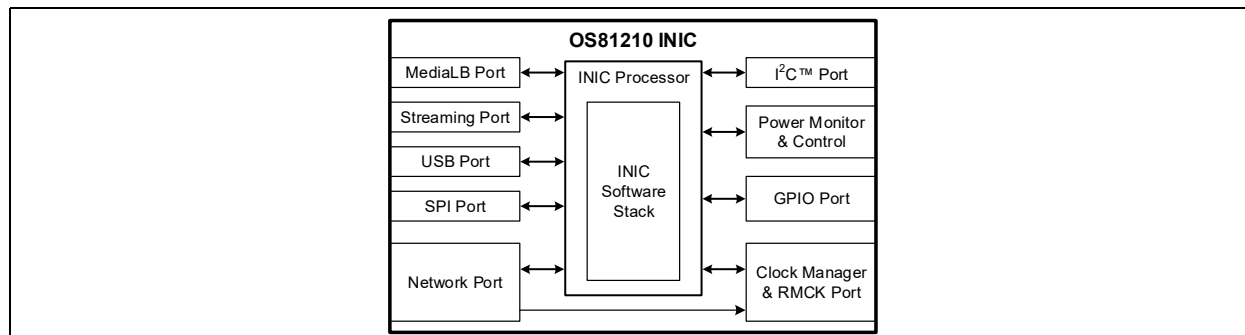 OS81210 INIC
MediaLB Port
Streaming Port
USB Port
SPI Port
Network Port
INIC Processor
INIC
Software
Stack
I²C™ Port
Power Monitor
& Control
GPIO Port
Clock Manager
& RMCK Port